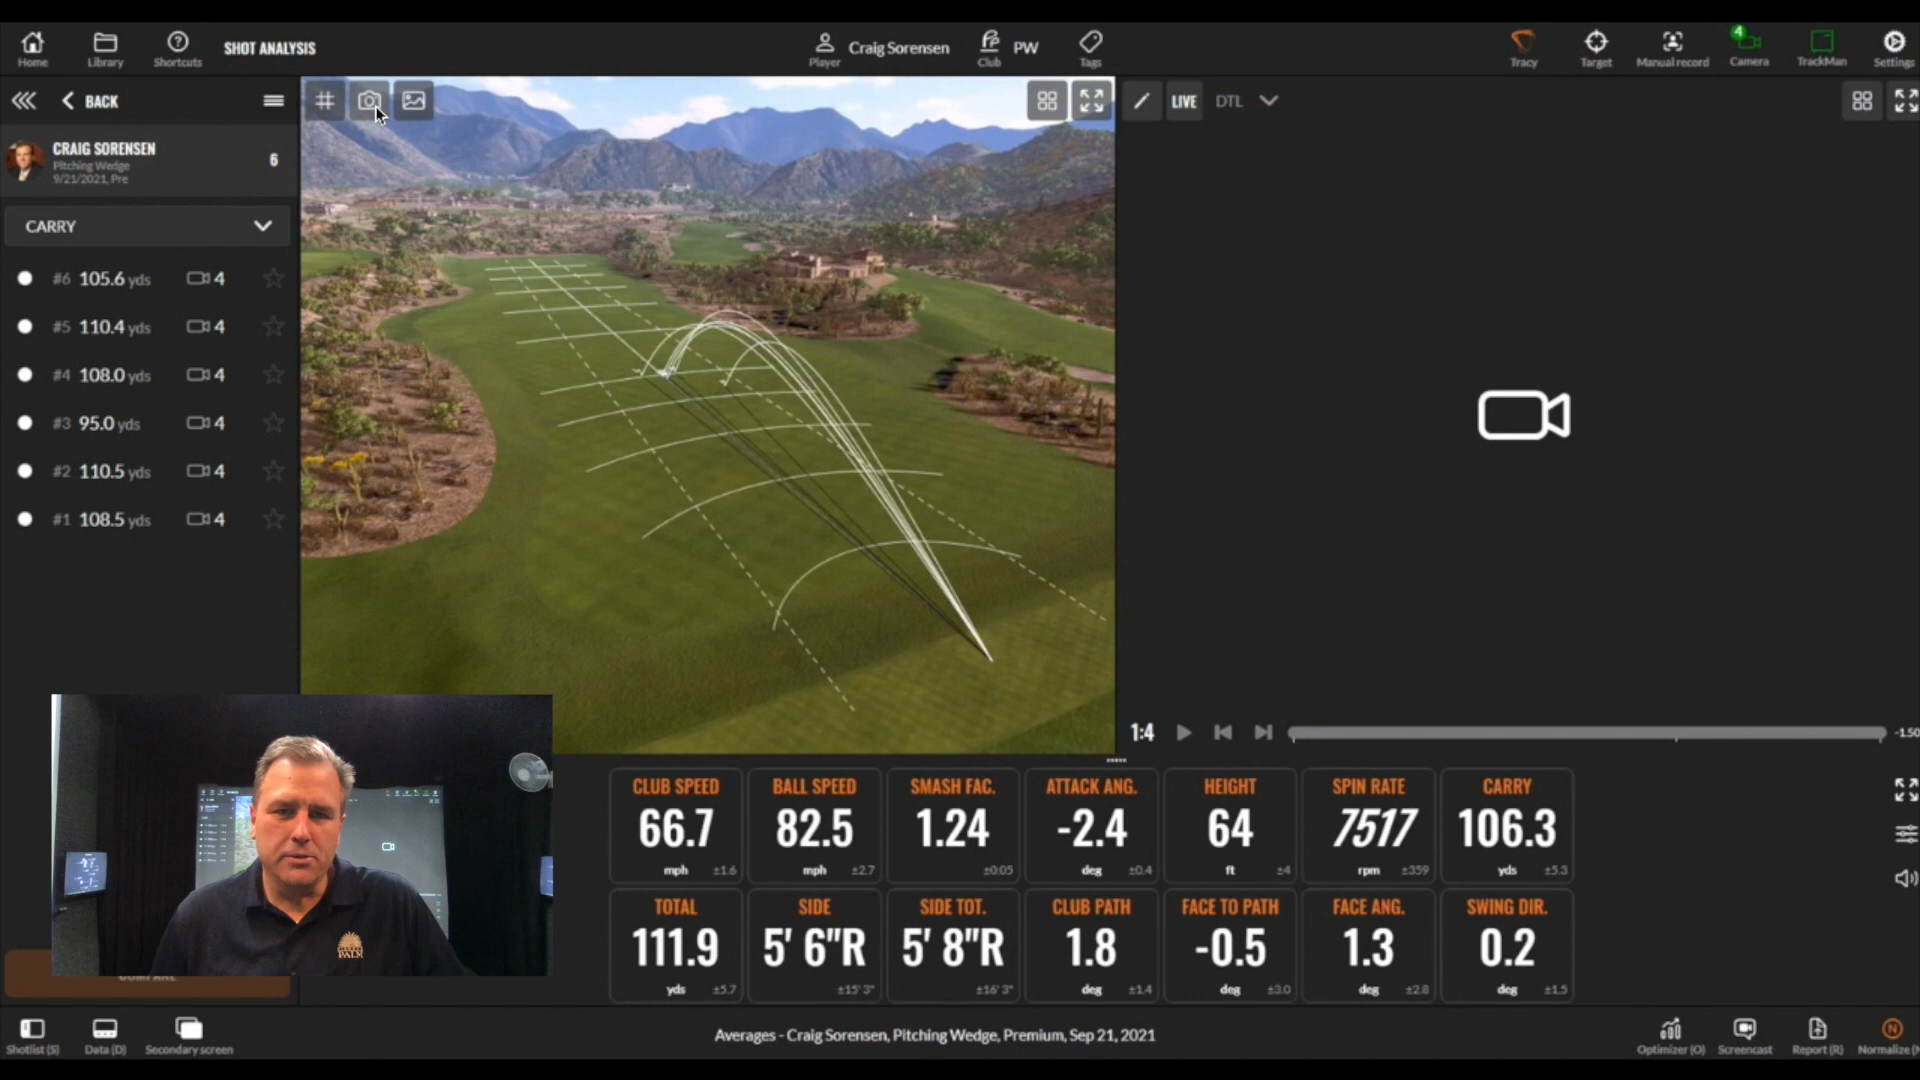 Home
Library
Shortcuts
SHOT ANALYSIS
Player
Craig Sorensen
Club
PW
Tags
Tracy
Target
Manual record
4
Camera
TrackMan
Settings
BACK
LIVE
DTL
CRAIG SORENSEN
Pitching Wedge
9/21/2021, Pre
6
CARRY
#6 105.6 yds 4
#5 110.4 yds 4
#4 108.0 yds 4
#3 95.0 yds 4
#2 110.5 yds 4
#1 108.5 yds 4
1:4
-1.50
CLUB SPEED
66.7
mph ±1.6
BALL SPEED
82.5
mph ±2.7
SMASH FAC.
1.24
±0.05
ATTACK ANG.
-2.4
deg ±0.4
HEIGHT
64
ft ±4
SPIN RATE
7517
rpm ±359
CARRY
106.3
yds ±5.3
TOTAL
111.9
yds ±5.7
SIDE
5' 6"R
±15' 3"
SIDE TOT.
5' 8"R
±16' 3"
CLUB PATH
1.8
deg ±1.4
FACE TO PATH
-0.5
deg ±3.0
FACE ANG.
1.3
deg ±2.8
SWING DIR.
0.2
deg ±1.5
PALM
Shotlist (S)
Data (D)
Secondary screen
Averages - Craig Sorensen, Pitching Wedge, Premium, Sep 21, 2021
Optimizer (O)
Screencast
Report (R)
N
Normalize (N